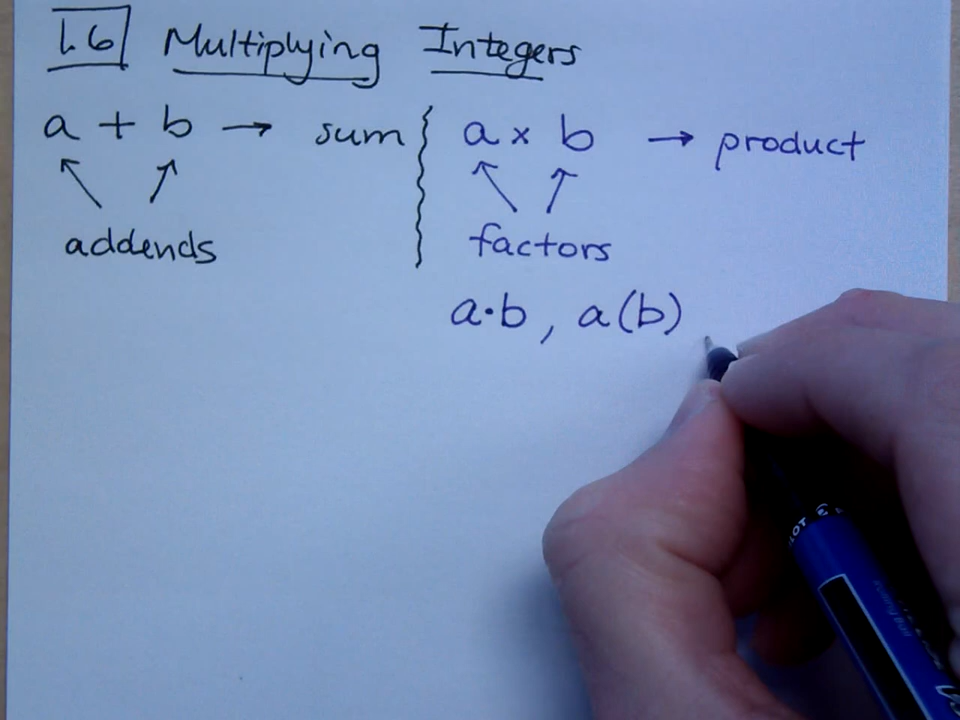 1.6 Multiplying Integers
a + b → sum
addends
a × b → product
factors
a·b, a(b)